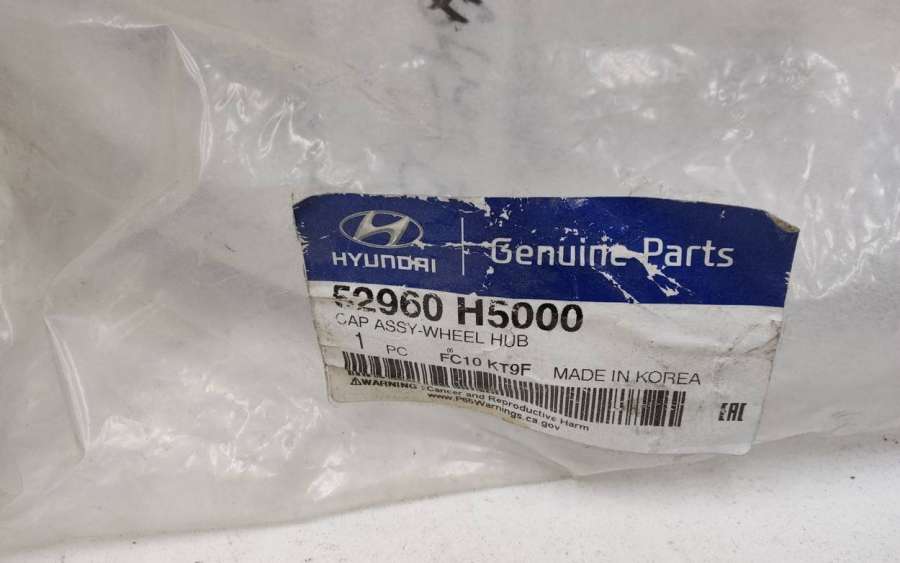 HYUNDAI
Genuine Parts
52960 H5000
CAP ASSY-WHEEL HUB
1 PC FC10 KT9F MADE IN KOREA
⚠WARNING : Cancer and Reproductive Harm
www.P65Warnings.ca.gov
EAC